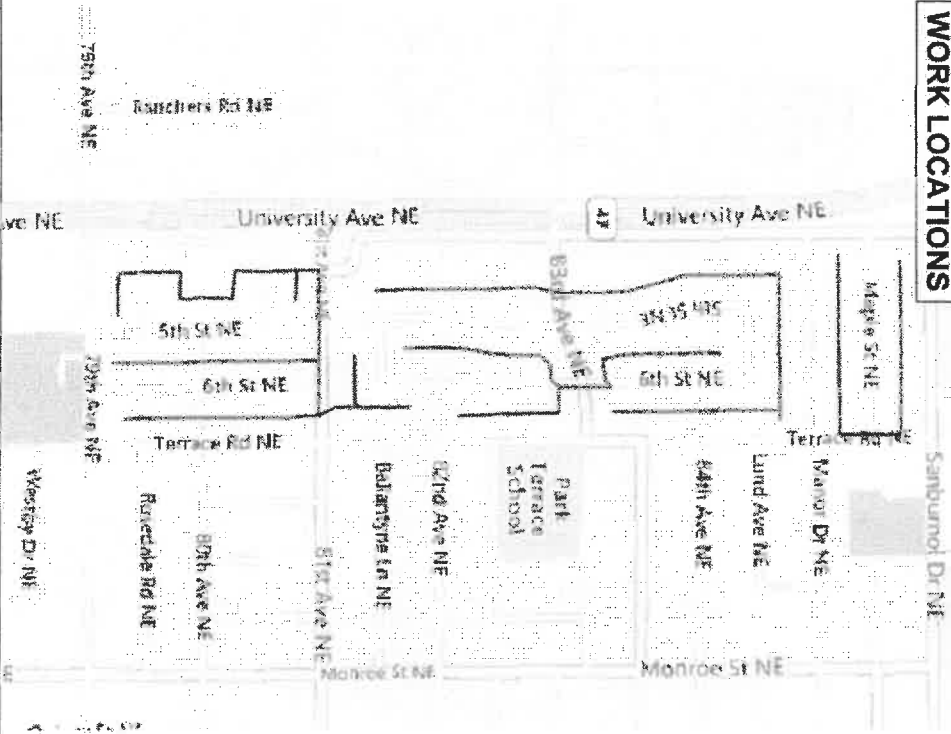 WORK LOCATIONS
79th Ave NE
Ranchers Rd NE
ve NE
University Ave NE
47
University Ave NE
83rd Ave NE
5th St NE
5th St NE
Maple St NE
6th St NE
6th St NE
79th Ave NE
Terrace Rd NE
Terrace Rd NE
Westby Dr NE
Rosedale Rd NE
80th Ave NE
81st Ave NE
Ballantyne Ln NE
82nd Ave NE
Park
Terrace
School
84th Ave NE
Lund Ave NE
Manor Dr NE
Sanburnol Dr NE
Monroe St NE
Monroe St NE